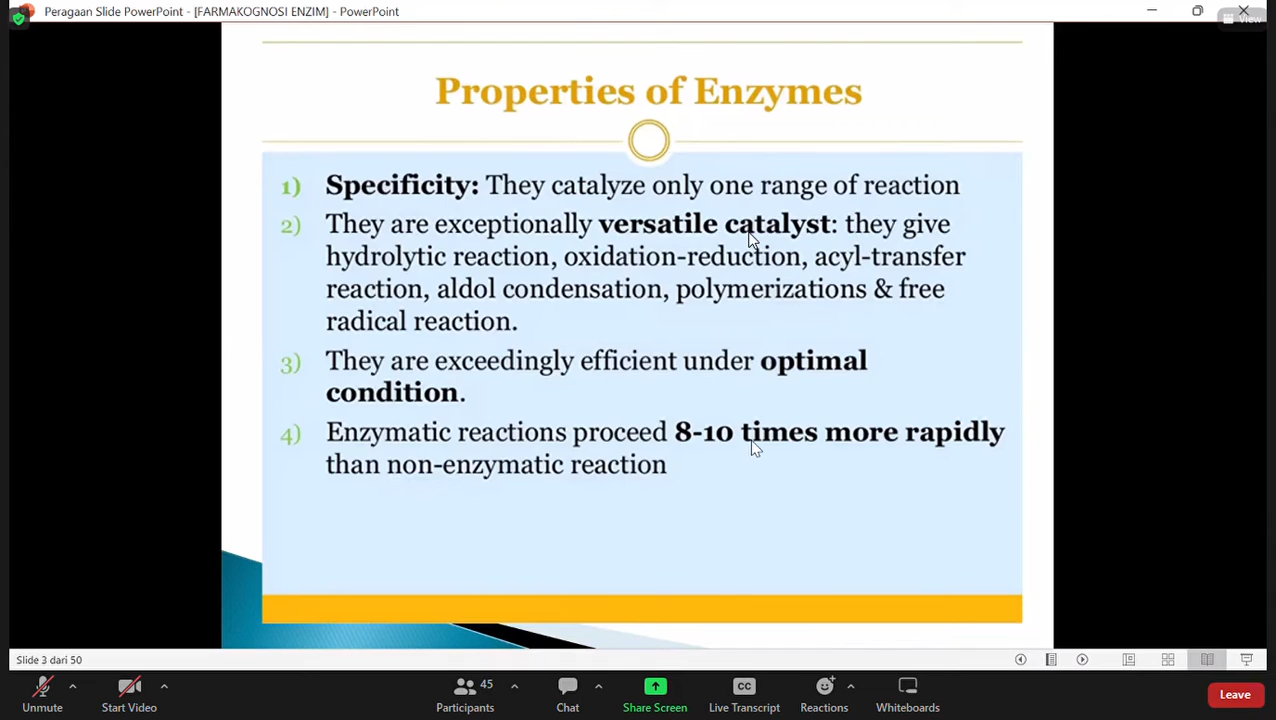 Peragaan Slide PowerPoint - [FARMAKOGNOSI ENZIM] - PowerPoint
View
Properties of Enzymes
1) Specificity: They catalyze only one range of reaction
2) They are exceptionally versatile catalyst: they give
hydrolytic reaction, oxidation-reduction, acyl-transfer
reaction, aldol condensation, polymerizations & free
radical reaction.
3) They are exceedingly efficient under optimal
condition.
4) Enzymatic reactions proceed 8-10 times more rapidly
than non-enzymatic reaction
Slide 3 dari 50
45
CC
Unmute Start Video Participants Chat Share Screen Live Transcript Reactions Whiteboards Leave